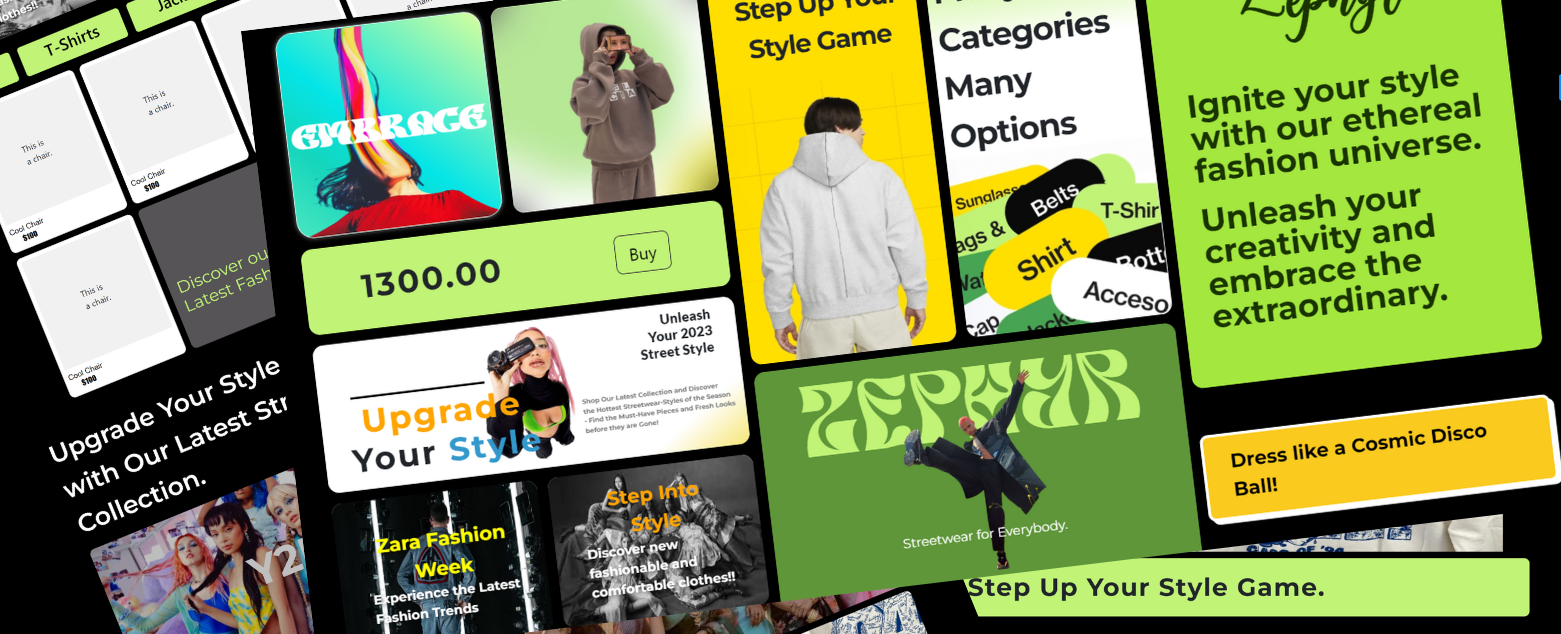 clothes!!
T-Shirts
This is
a chair.
Cool Chair
$100
This is
a chair.
Cool Chair
$100
This is
a chair.
Cool Chair
$100
Discover ou
Latest Fash
Upgrade Your Style
with Our Latest Str
Collection.
Y2
EMBRACE
1300.00
Buy
Unleash
Your 2023
Street Style
Upgrade
Your Style
Shop Our Latest Collection and Discover
the Hottest Streetwear-Styles of the Season
- Find the Must-Have Pieces and Fresh Looks
before they are Gone!
Zara Fashion
Week
Experience the Latest
Fashion Trends
Step Into
Style
Discover new
fashionable and
comfortable clothes!!
Step Up Your
Style Game
Categories
Many
Options
Sunglass
Belts
T-Shir
ags &
Shirt
Bott
Acceso
Cap
Jacke
ZEPHYR
Streetwear for Everybody.
Zephyr
Ignite your style
with our ethereal
fashion universe.
Unleash your
creativity and
embrace the
extraordinary.
Dress like a Cosmic Disco
Ball!
CLASS OF '94
Step Up Your Style Game.